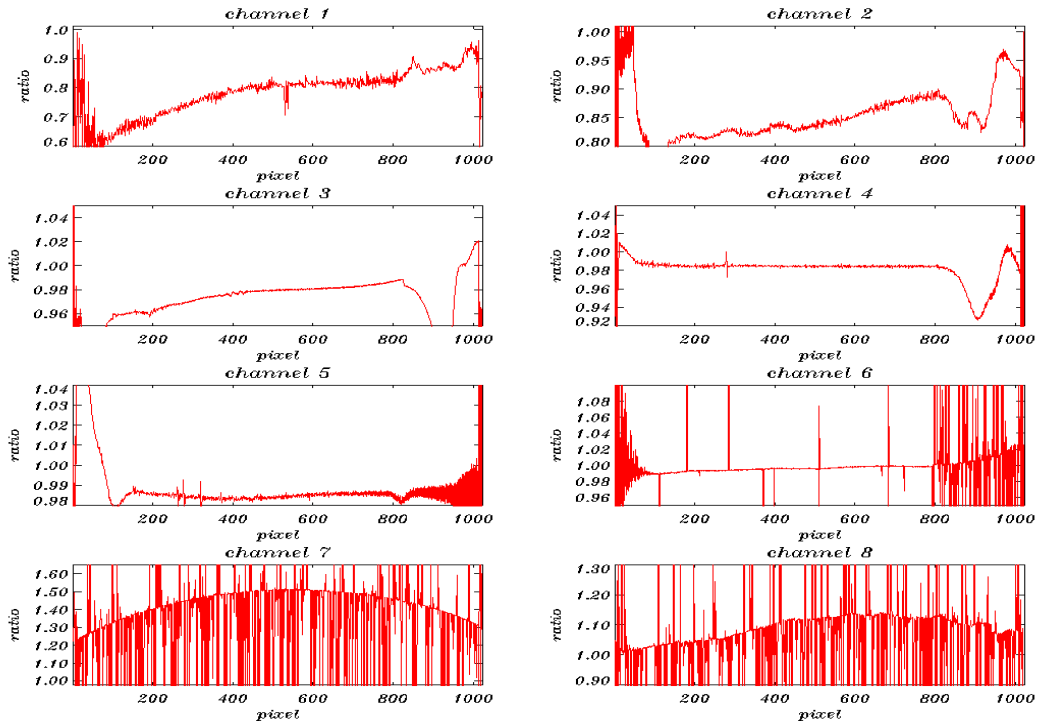 channel 1
ratio
1.0
0.9
0.8
0.7
0.6
200 400 600 800 1000
pixel
channel 2
ratio
1.00
0.95
0.90
0.85
0.80
200 400 600 800 1000
pixel
channel 3
ratio
1.04
1.02
1.00
0.98
0.96
200 400 600 800 1000
pixel
channel 4
ratio
1.04
1.02
1.00
0.98
0.96
0.94
0.92
200 400 600 800 1000
pixel
channel 5
ratio
1.04
1.03
1.02
1.01
1.00
0.99
0.98
200 400 600 800 1000
pixel
channel 6
ratio
1.08
1.06
1.04
1.02
1.00
0.98
0.96
200 400 600 800 1000
pixel
channel 7
ratio
1.60
1.50
1.40
1.30
1.20
1.10
1.00
200 400 600 800 1000
pixel
channel 8
ratio
1.30
1.20
1.10
1.00
0.90
200 400 600 800 1000
pixel